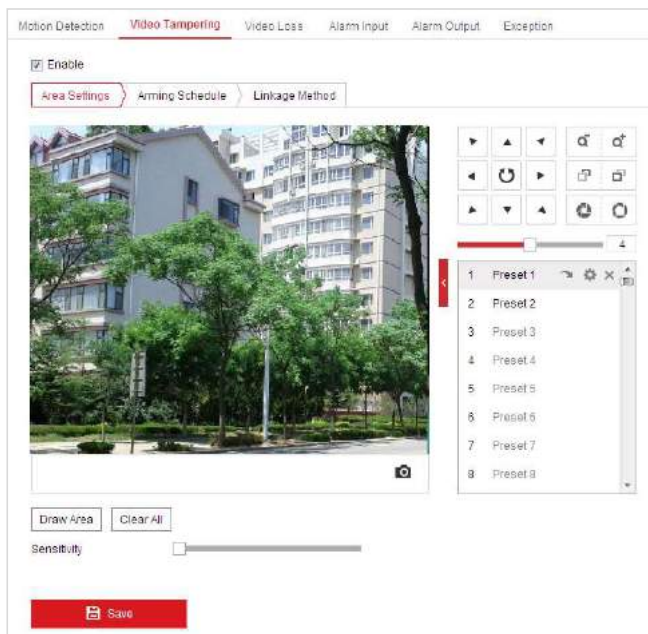 Motion Detection Video Tampering Video Loss Alarm Input Alarm Output Exception
Enable
Area Settings Arming Schedule Linkage Method
4
1 Preset 1
2 Preset 2
3 Preset 3
4 Preset 4
5 Preset 5
6 Preset 6
7 Preset 7
8 Preset 8
Draw Area Clear All
Sensitivity
Save